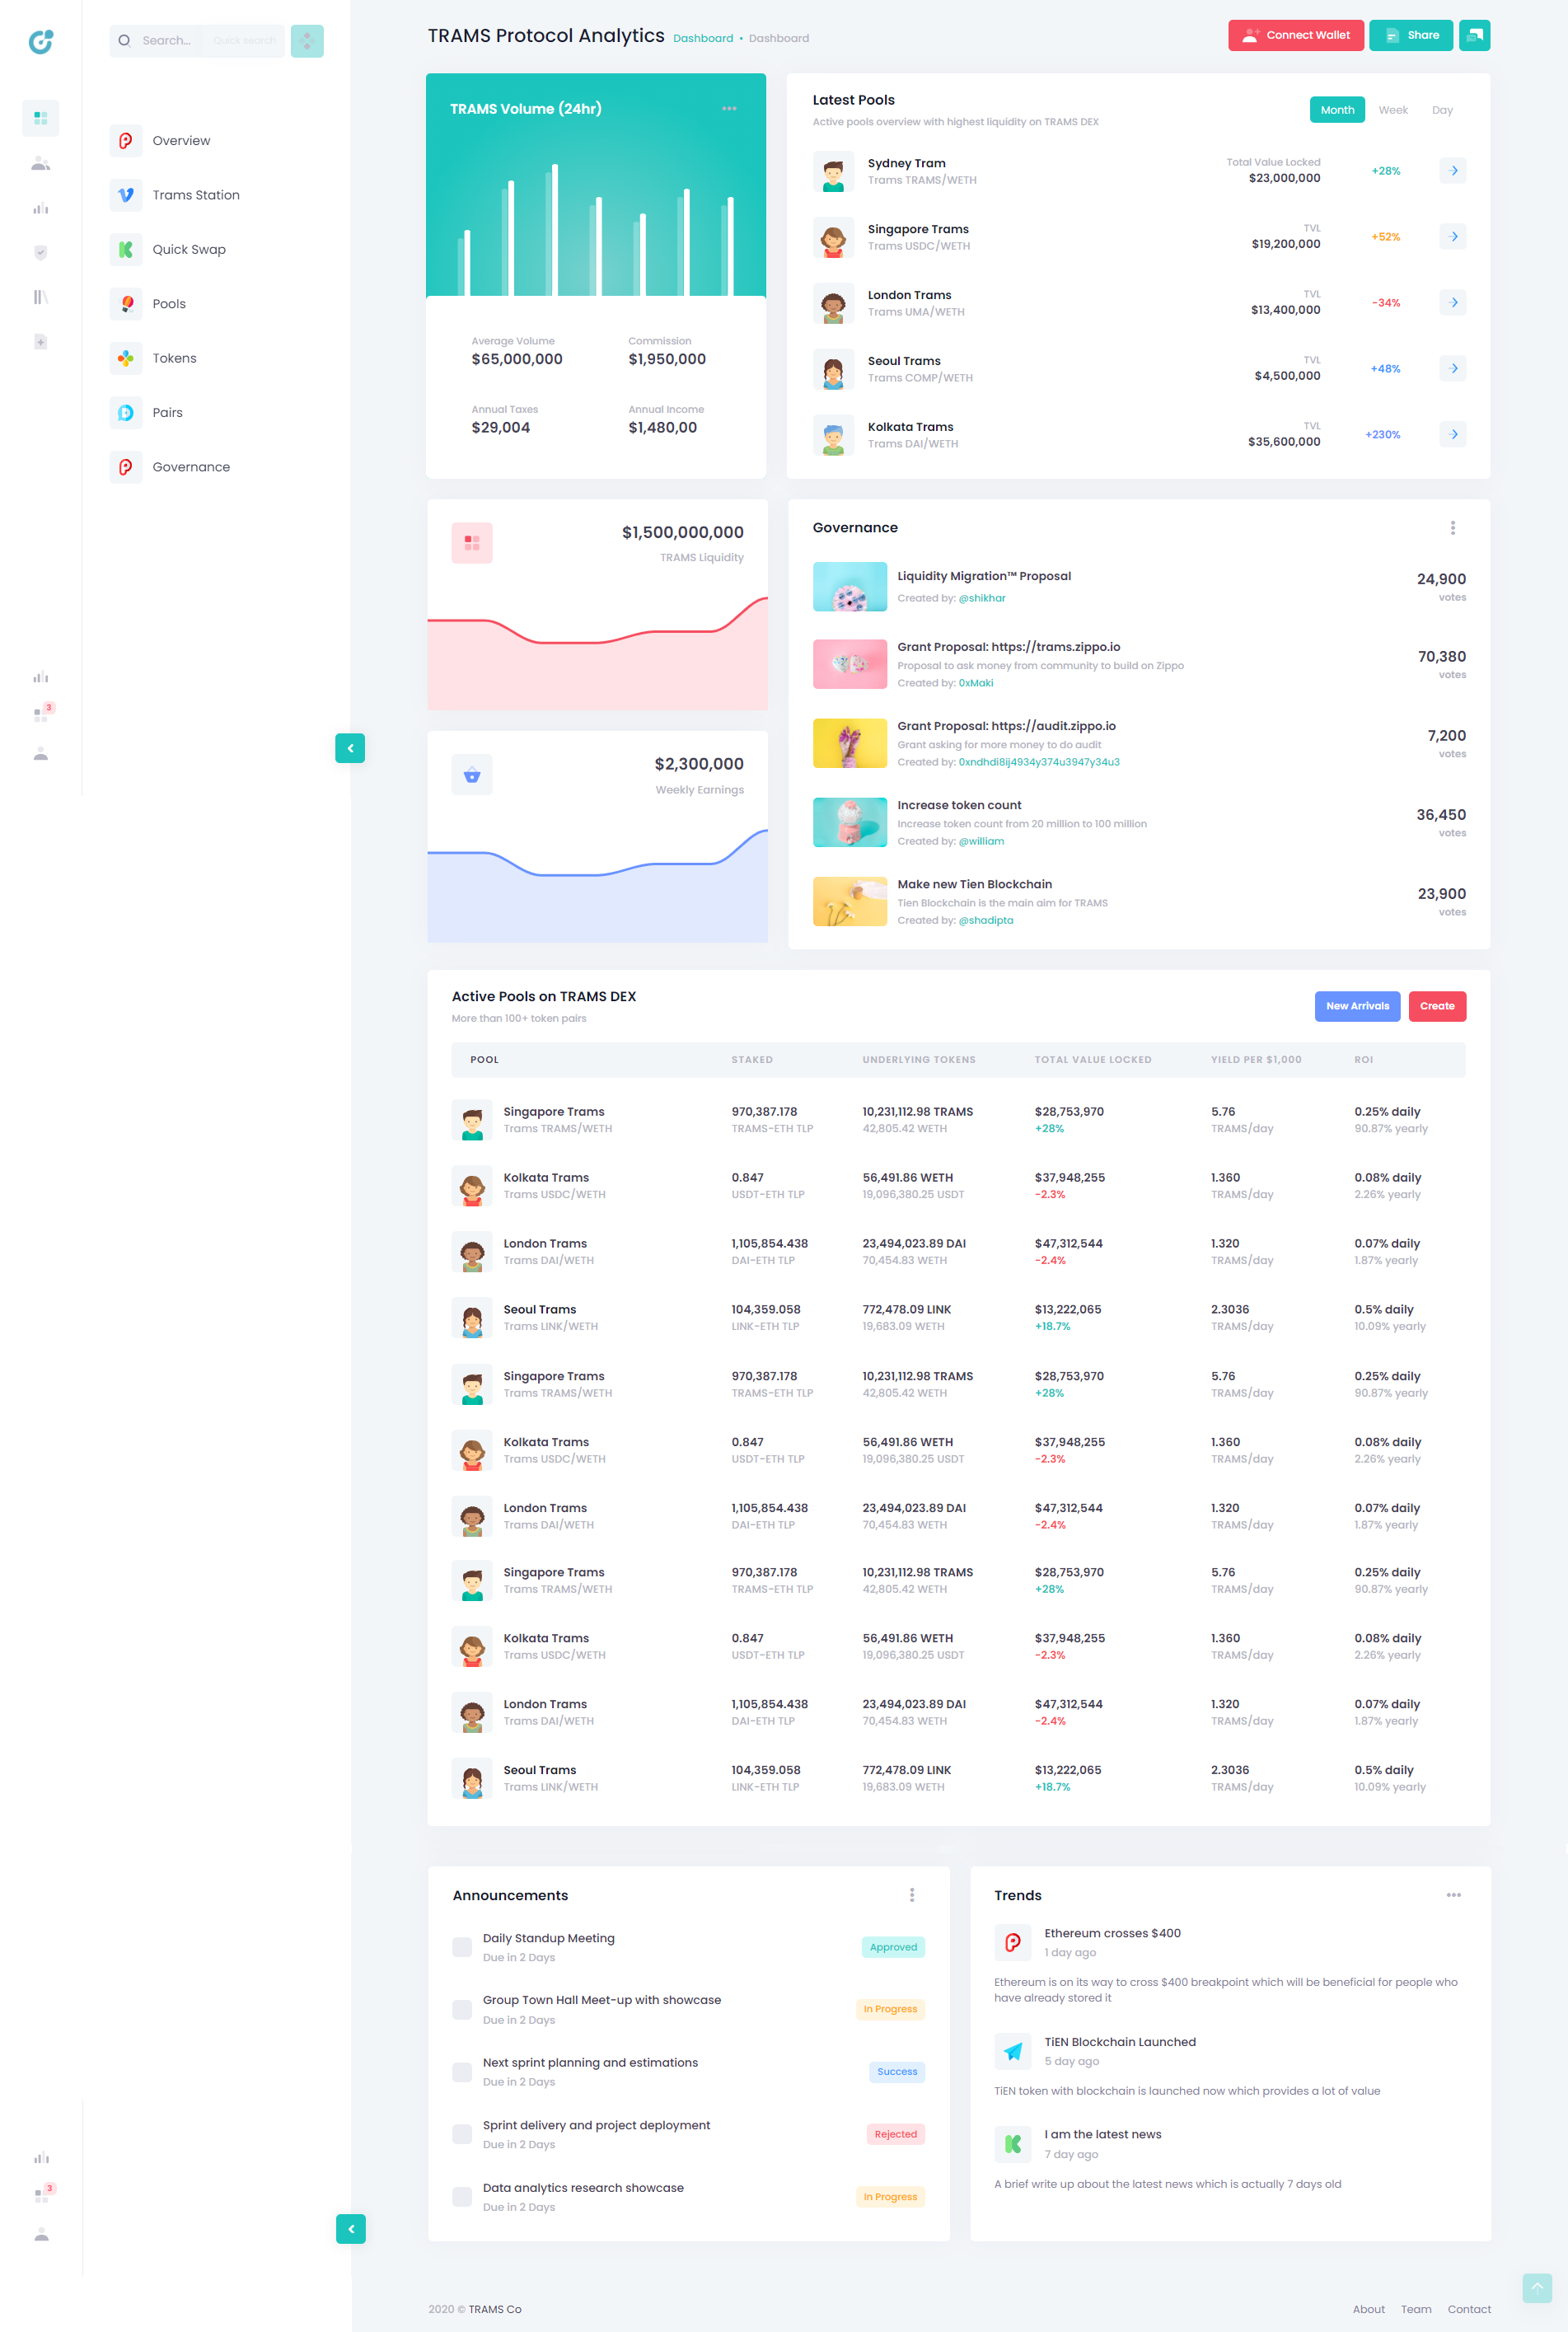 Search...
Quick search
Overview
Trams Station
Quick Swap
Pools
Tokens
Pairs
Governance
3
TRAMS Protocol Analytics Dashboard • Dashboard
Connect Wallet
Share
TRAMS Volume (24hr)
Average Volume
$65,000,000
Commission
$1,950,000
Annual Taxes
$29,004
Annual Income
$1,480,00
Latest Pools
Active pools overview with highest liquidity on TRAMS DEX
Month Week Day
Sydney Tram
Trams TRAMS/WETH
Total Value Locked
$23,000,000
+28%
Singapore Trams
Trams USDC/WETH
TVL
$19,200,000
+52%
London Trams
Trams UMA/WETH
TVL
$13,400,000
-34%
Seoul Trams
Trams COMP/WETH
TVL
$4,500,000
+48%
Kolkata Trams
Trams DAI/WETH
TVL
$35,600,000
+230%
$1,500,000,000
TRAMS Liquidity
$2,300,000
Weekly Earnings
Governance
Liquidity Migration™ Proposal
Created by: @shikhar
24,900
votes
Grant Proposal: https://trams.zippo.io
Proposal to ask money from community to build on Zippo
Created by: 0xMaki
70,380
votes
Grant Proposal: https://audit.zippo.io
Grant asking for more money to do audit
Created by: 0xndhdi8ij4934y374u3947y34u3
7,200
votes
Increase token count
Increase token count from 20 million to 100 million
Created by: @william
36,450
votes
Make new Tien Blockchain
Tien Blockchain is the main aim for TRAMS
Created by: @shadipta
23,900
votes
Active Pools on TRAMS DEX
More than 100+ token pairs
New Arrivals
Create
POOL STAKED UNDERLYING TOKENS TOTAL VALUE LOCKED YIELD PER $1,000 ROI
Singapore Trams 970,387.178 10,231,112.98 TRAMS $28,753,970 5.76 0.25% daily
Trams TRAMS/WETH TRAMS-ETH TLP 42,805.42 WETH +28% TRAMS/day 90.87% yearly
Kolkata Trams 0.847 56,491.86 WETH $37,948,255 1.360 0.08% daily
Trams USDC/WETH USDT-ETH TLP 19,096,380.25 USDT -2.3% TRAMS/day 2.26% yearly
London Trams 1,105,854.438 23,494,023.89 DAI $47,312,544 1.320 0.07% daily
Trams DAI/WETH DAI-ETH TLP 70,454.83 WETH -2.4% TRAMS/day 1.87% yearly
Seoul Trams 104,359.058 772,478.09 LINK $13,222,065 2.3036 0.5% daily
Trams LINK/WETH LINK-ETH TLP 19,683.09 WETH +18.7% TRAMS/day 10.09% yearly
Singapore Trams 970,387.178 10,231,112.98 TRAMS $28,753,970 5.76 0.25% daily
Trams TRAMS/WETH TRAMS-ETH TLP 42,805.42 WETH +28% TRAMS/day 90.87% yearly
Kolkata Trams 0.847 56,491.86 WETH $37,948,255 1.360 0.08% daily
Trams USDC/WETH USDT-ETH TLP 19,096,380.25 USDT -2.3% TRAMS/day 2.26% yearly
London Trams 1,105,854.438 23,494,023.89 DAI $47,312,544 1.320 0.07% daily
Trams DAI/WETH DAI-ETH TLP 70,454.83 WETH -2.4% TRAMS/day 1.87% yearly
Singapore Trams 970,387.178 10,231,112.98 TRAMS $28,753,970 5.76 0.25% daily
Trams TRAMS/WETH TRAMS-ETH TLP 42,805.42 WETH +28% TRAMS/day 90.87% yearly
Kolkata Trams 0.847 56,491.86 WETH $37,948,255 1.360 0.08% daily
Trams USDC/WETH USDT-ETH TLP 19,096,380.25 USDT -2.3% TRAMS/day 2.26% yearly
London Trams 1,105,854.438 23,494,023.89 DAI $47,312,544 1.320 0.07% daily
Trams DAI/WETH DAI-ETH TLP 70,454.83 WETH -2.4% TRAMS/day 1.87% yearly
Seoul Trams 104,359.058 772,478.09 LINK $13,222,065 2.3036 0.5% daily
Trams LINK/WETH LINK-ETH TLP 19,683.09 WETH +18.7% TRAMS/day 10.09% yearly
Announcements
Daily Standup Meeting
Due in 2 Days
Approved
Group Town Hall Meet-up with showcase
Due in 2 Days
In Progress
Next sprint planning and estimations
Due in 2 Days
Success
Sprint delivery and project deployment
Due in 2 Days
Rejected
Data analytics research showcase
Due in 2 Days
In Progress
Trends
Ethereum crosses $400
1 day ago
Ethereum is on its way to cross $400 breakpoint which will be beneficial for people who
have already stored it
TiEN Blockchain Launched
5 day ago
TiEN token with blockchain is launched now which provides a lot of value
I am the latest news
7 day ago
A brief write up about the latest news which is actually 7 days old
3
2020 © TRAMS Co
About Team Contact